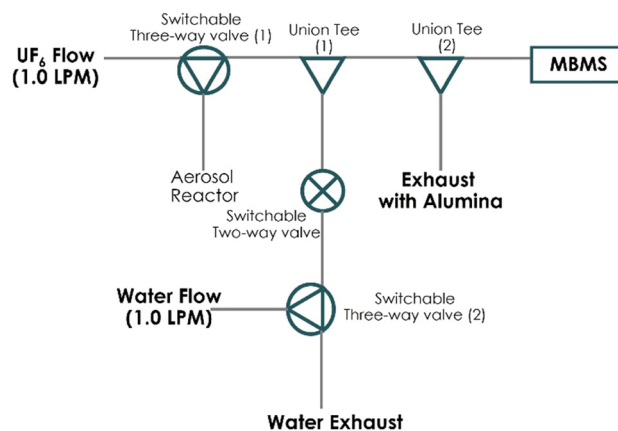 Switchable
Three-way valve (1)
Union Tee
(1)
Union Tee
(2)
UF₆ Flow
(1.0 LPM)
MBMS
Aerosol
Reactor
Exhaust
with Alumina
Switchable
Two-way valve
Water Flow
(1.0 LPM)
Switchable
Three-way valve (2)
Water Exhaust